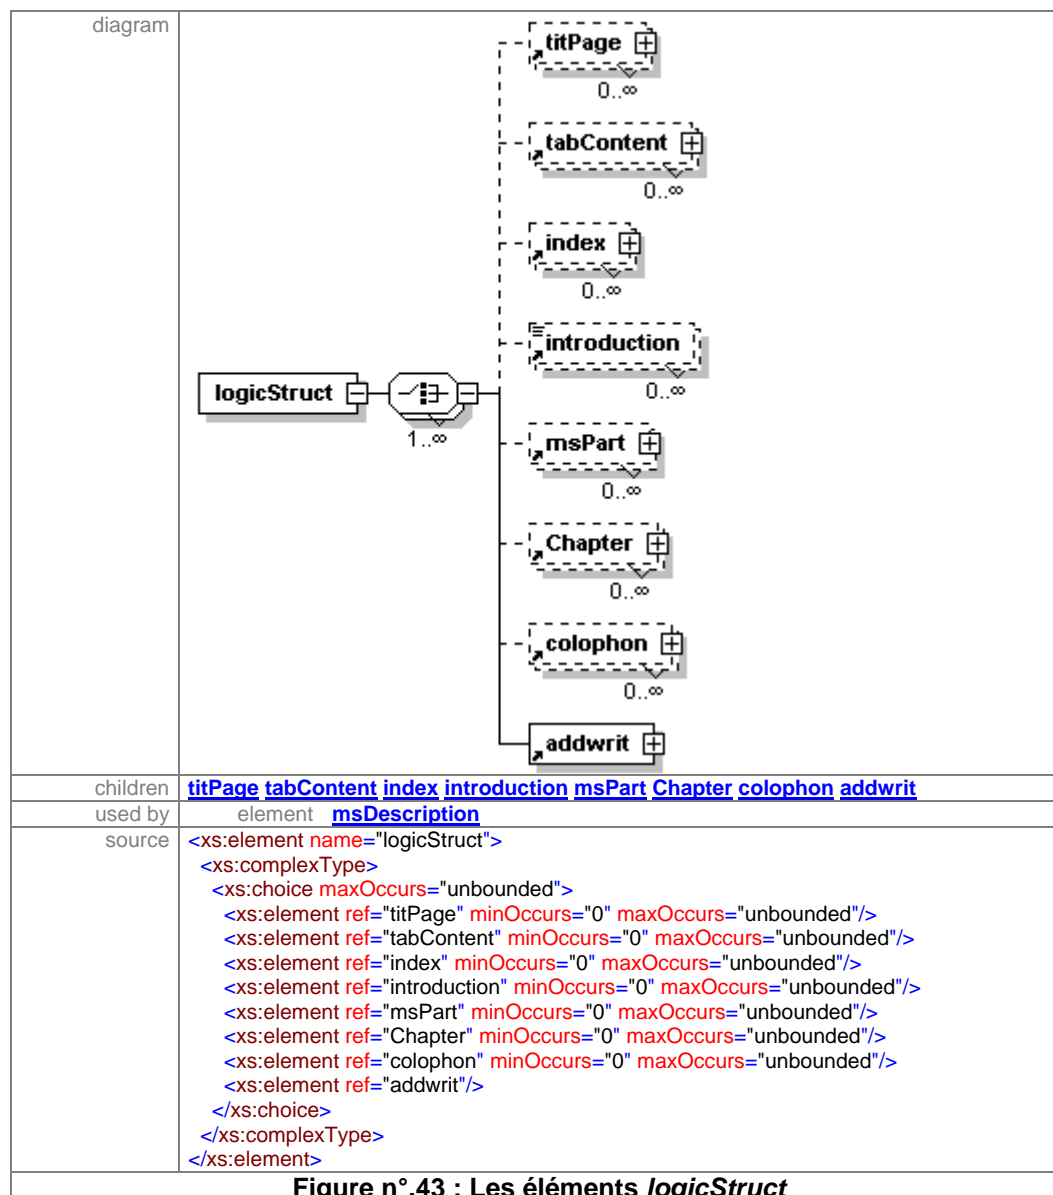 diagram
titPage
0..∞
tabContent
0..∞
index
0..∞
introduction
0..∞
logicStruct
1..∞
msPart
0..∞
Chapter
0..∞
colophon
0..∞
addwrit
children titPage tabContent index introduction msPart Chapter colophon addwrit
used by element msDescription
source <xs:element name="logicStruct">
<xs:complexType>
<xs:choice maxOccurs="unbounded">
<xs:element ref="titPage" minOccurs="0" maxOccurs="unbounded"/>
<xs:element ref="tabContent" minOccurs="0" maxOccurs="unbounded"/>
<xs:element ref="index" minOccurs="0" maxOccurs="unbounded"/>
<xs:element ref="introduction" minOccurs="0" maxOccurs="unbounded"/>
<xs:element ref="msPart" minOccurs="0" maxOccurs="unbounded"/>
<xs:element ref="Chapter" minOccurs="0" maxOccurs="unbounded"/>
<xs:element ref="colophon" minOccurs="0" maxOccurs="unbounded"/>
<xs:element ref="addwrit"/>
</xs:choice>
</xs:complexType>
</xs:element>
Figure n°.43 : Les éléments logicStruct